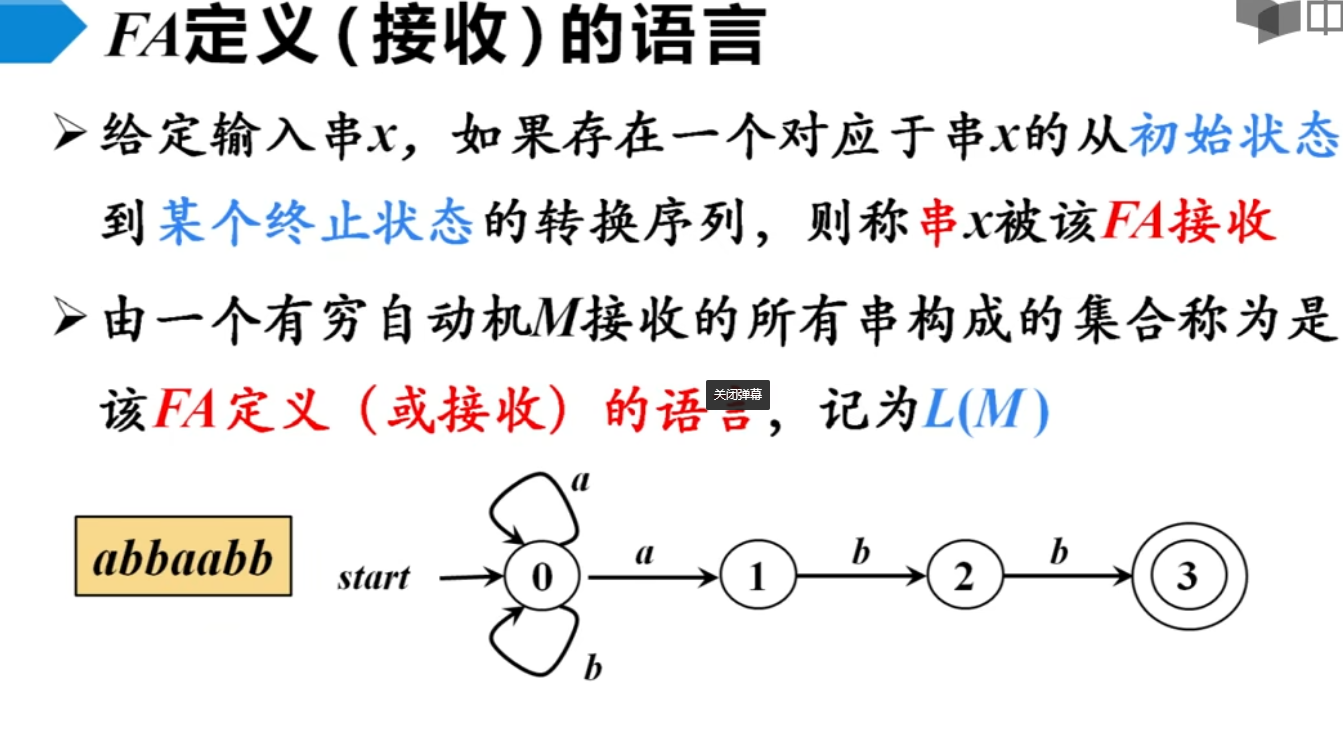 FA定义（接收）的语言
➢给定输入串x，如果存在一个对应于串x的从初始状态
到某个终止状态的转换序列，则称串x被该FA接收
➢由一个有穷自动机M接收的所有串构成的集合称为是
该FA定义（或接收）的语言，记为L(M)
关闭弹幕
a
abbaabb
start
0
a
1
b
2
b
3
b